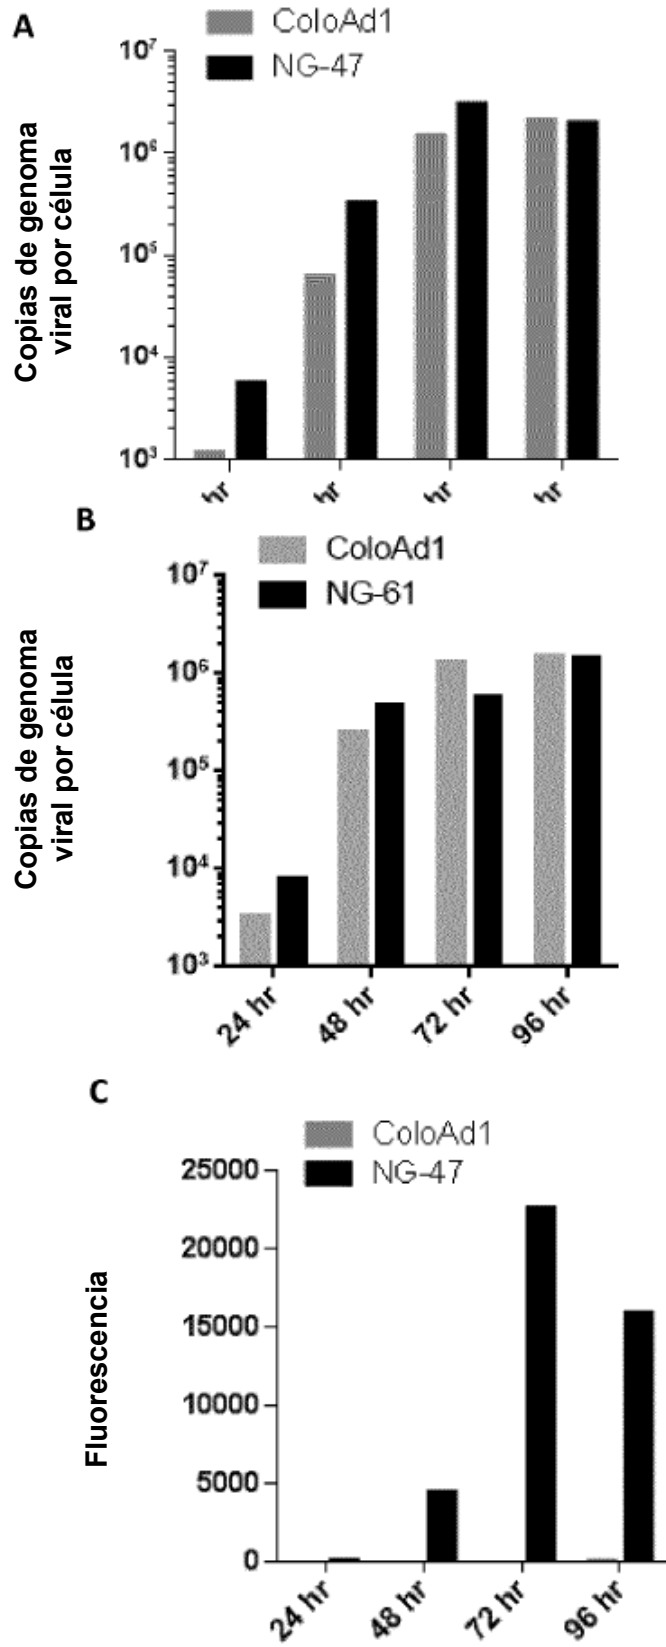 A
ColoAd1
NG-47
Copias de genoma
viral por célula
10⁷
10⁶
10⁵
10⁴
10³
hr
hr
hr
hr
B
ColoAd1
NG-61
Copias de genoma
viral por célula
10⁷
10⁶
10⁵
10⁴
10³
24 hr
48 hr
72 hr
96 hr
C
ColoAd1
NG-47
Fluorescencia
25000
20000
15000
10000
5000
0
24 hr
48 hr
72 hr
96 hr